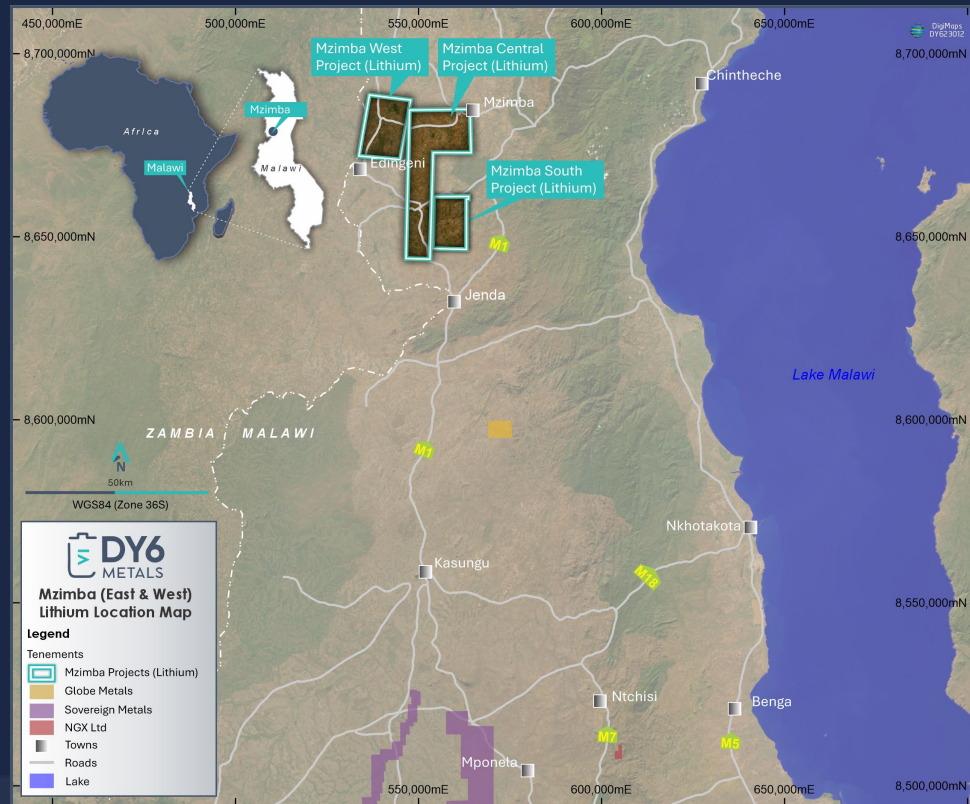 450,000mE
500,000mE
550,000mE
600,000mE
650,000mE
DigiMaps
DY623012
8,700,000mN
8,700,000mN
Mzimba West
Project (Lithium)
Mzimba Central
Project (Lithium)
Chintheche
Mzimba
Mzimba
Africa
Malawi
Malawi
Edingeni
Mzimba South
Project (Lithium)
8,650,000mN
8,650,000mN
M1
Jenda
Lake Malawi
8,600,000mN
8,600,000mN
ZAMBIA
MALAWI
M1
N
50km
WGS84 (Zone 36S)
Nkhotakota
DY6
METALS
Mzimba (East & West)
Lithium Location Map
Legend
Tenements
Mzimba Projects (Lithium)
Globe Metals
Sovereign Metals
NGX Ltd
Towns
Roads
Lake
Kasungu
M18
8,550,000mN
Ntchisi
Benga
M7
M5
Mponela
550,000mE
600,000mE
650,000mE
8,500,000mN